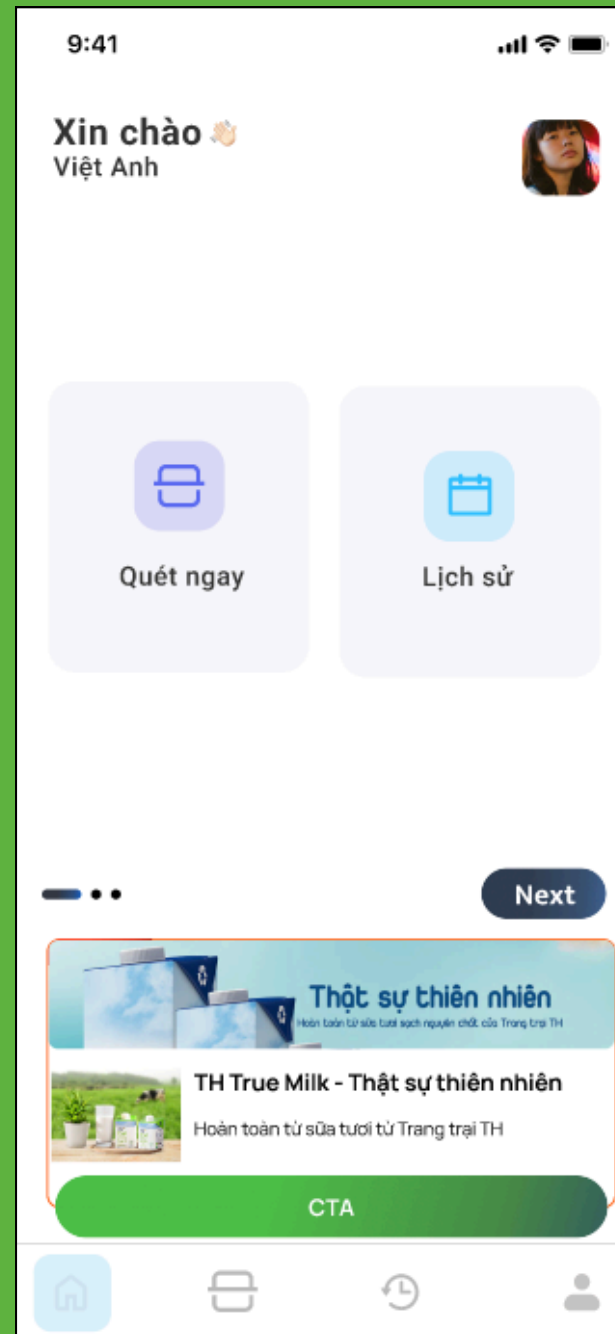 9:41
Xin chào
Việt Anh
Quét ngay
Lịch sử
Next
Thật sự thiên nhiên
Hoàn toàn từ sữa tươi sạch nguyên chất của Trang trại TH
TH True Milk - Thật sự thiên nhiên
Hoàn toàn từ sữa tươi từ Trang trại TH
CTA